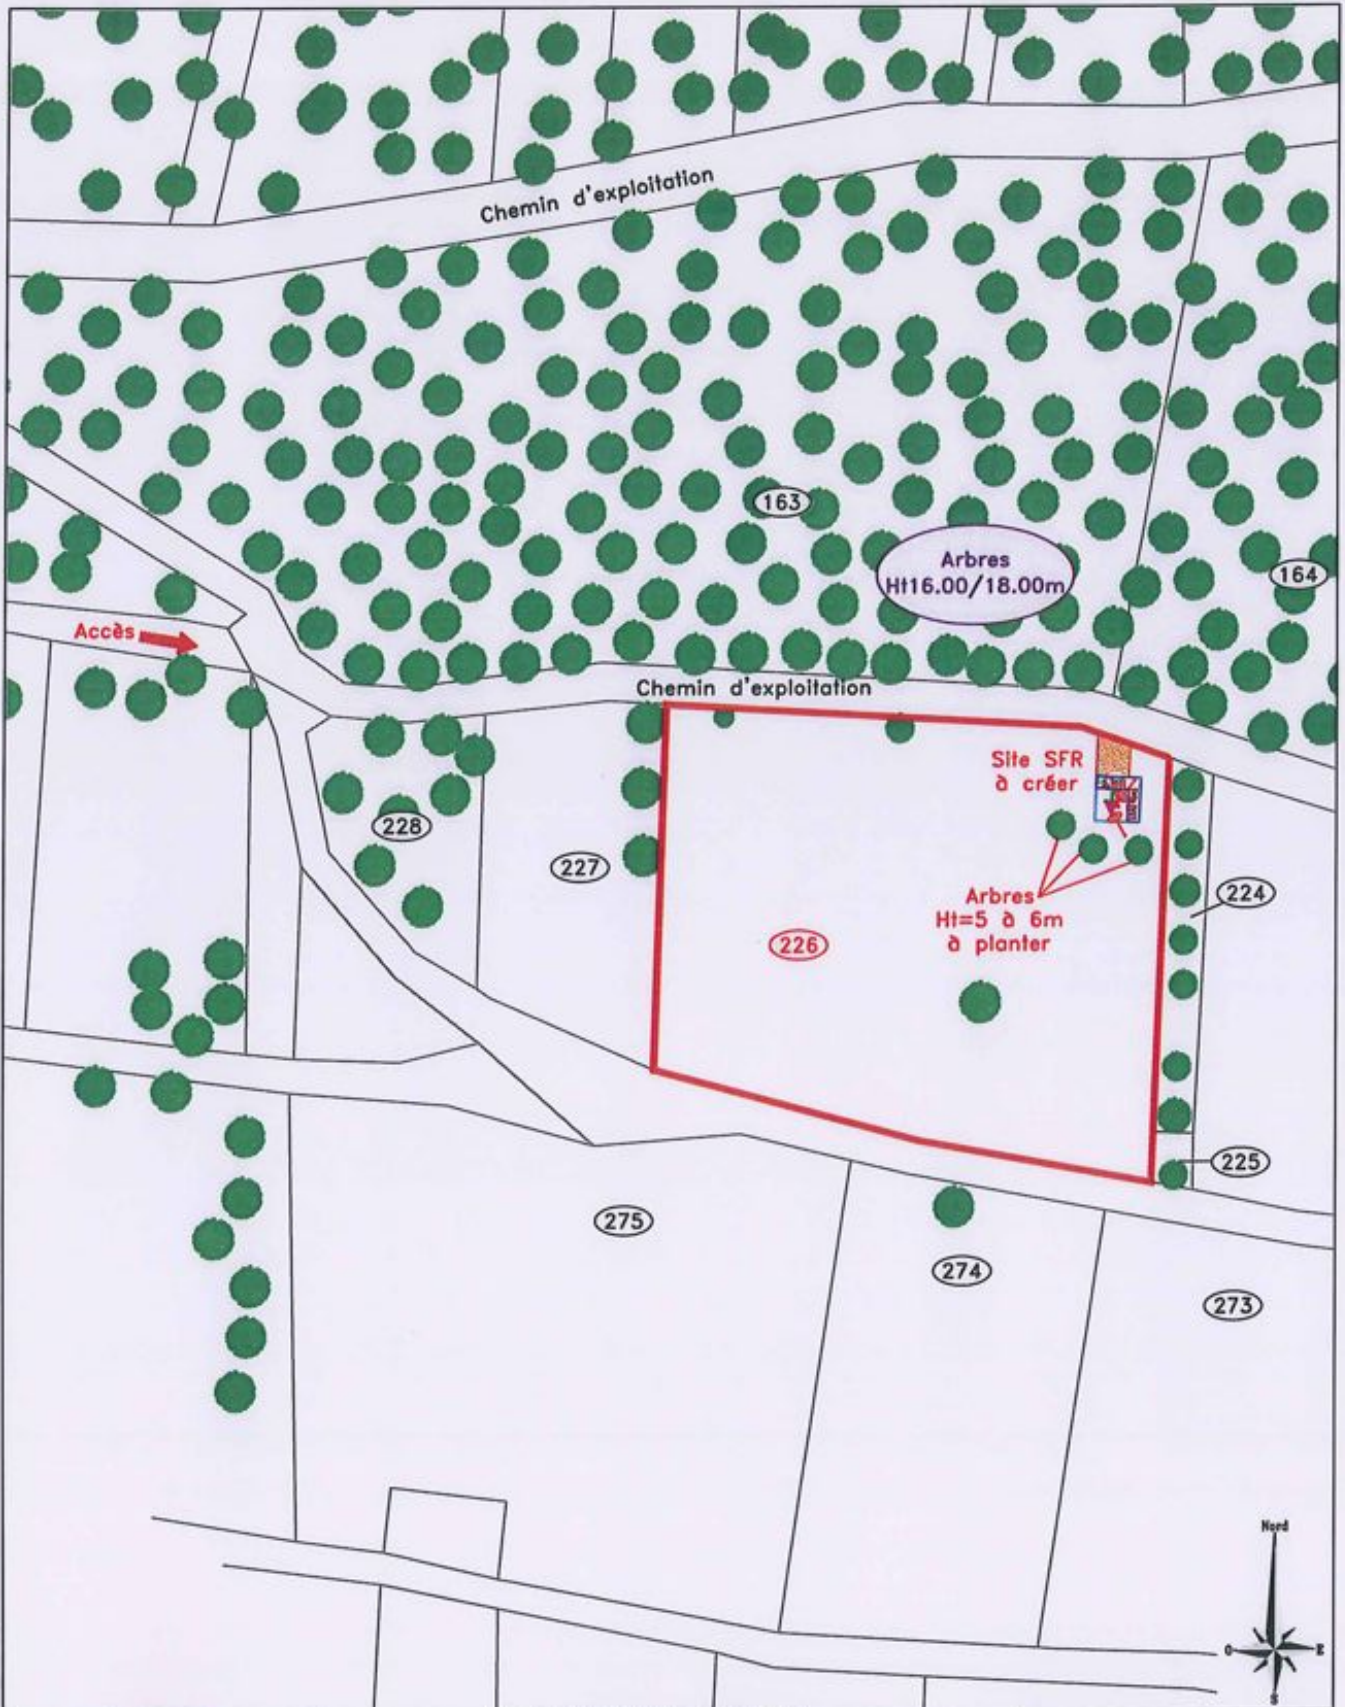 Chemin d'exploitation
163
Arbres
Ht16.00/18.00m
164
Accès
Chemin d'exploitation
Site SFR
à créer
228
227
224
Arbres
Ht=5 à 6m
à planter
226
225
275
274
273
Nord
O
E
S